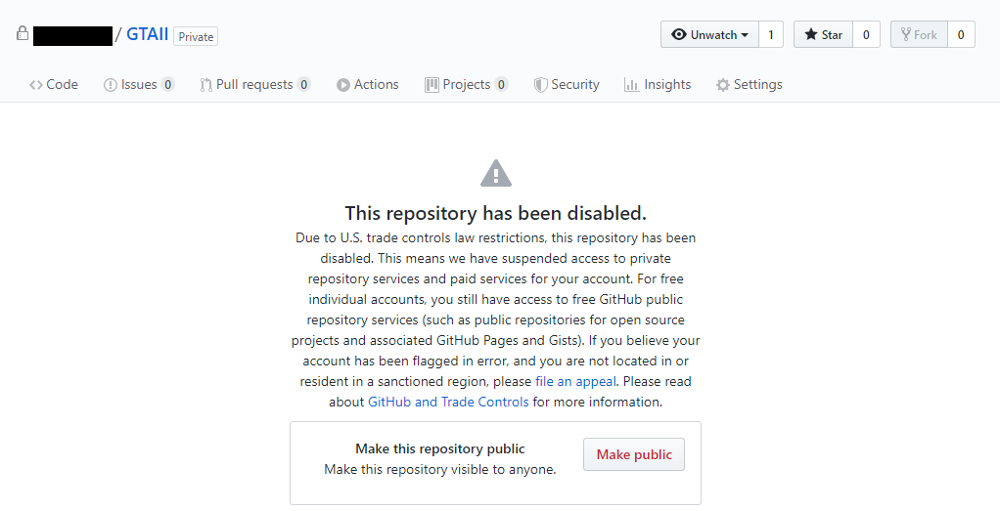 / GTAII Private Unwatch 1 Star 0 Fork 0
Code Issues 0 Pull requests 0 Actions Projects 0 Security Insights Settings
This repository has been disabled.
Due to U.S. trade controls law restrictions, this repository has been
disabled. This means we have suspended access to private
repository services and paid services for your account. For free
individual accounts, you still have access to free GitHub public
repository services (such as public repositories for open source
projects and associated GitHub Pages and Gists). If you believe your
account has been flagged in error, and you are not located in or
resident in a sanctioned region, please file an appeal. Please read
about GitHub and Trade Controls for more information.
Make this repository public
Make this repository visible to anyone.
Make public